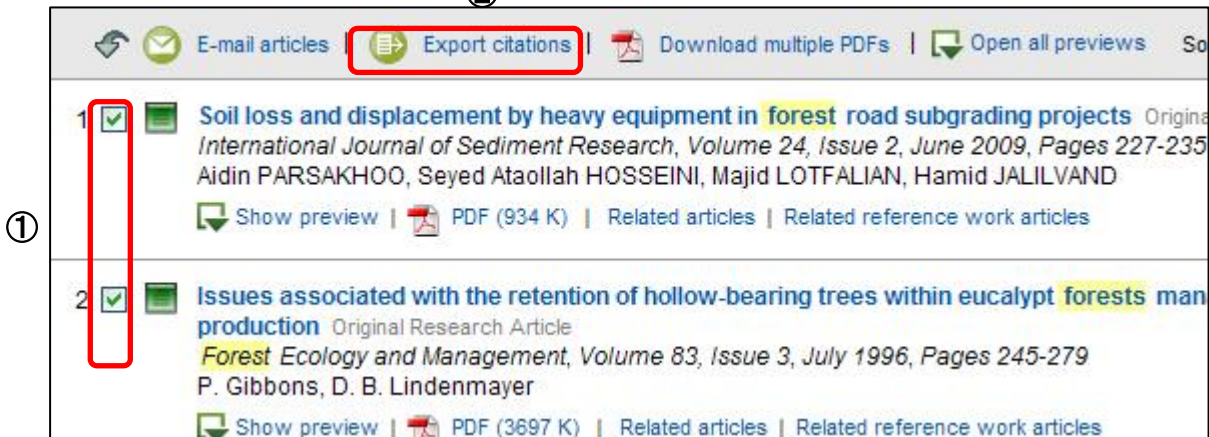 ②
E-mail articles | Export citations | Download multiple PDFs | Open all previews So
1 Soil loss and displacement by heavy equipment in forest road subgrading projects Origina
International Journal of Sediment Research, Volume 24, Issue 2, June 2009, Pages 227-235
Aidin PARSAKHOO, Seyed Ataollah HOSSEINI, Majid LOTFALIAN, Hamid JALILVAND
Show preview | PDF (934 K) | Related articles | Related reference work articles
①
2 Issues associated with the retention of hollow-bearing trees within eucalypt forests man
production Original Research Article
Forest Ecology and Management, Volume 83, Issue 3, July 1996, Pages 245-279
P. Gibbons, D. B. Lindenmayer
Show preview | PDF (3697 K) | Related articles | Related reference work articles